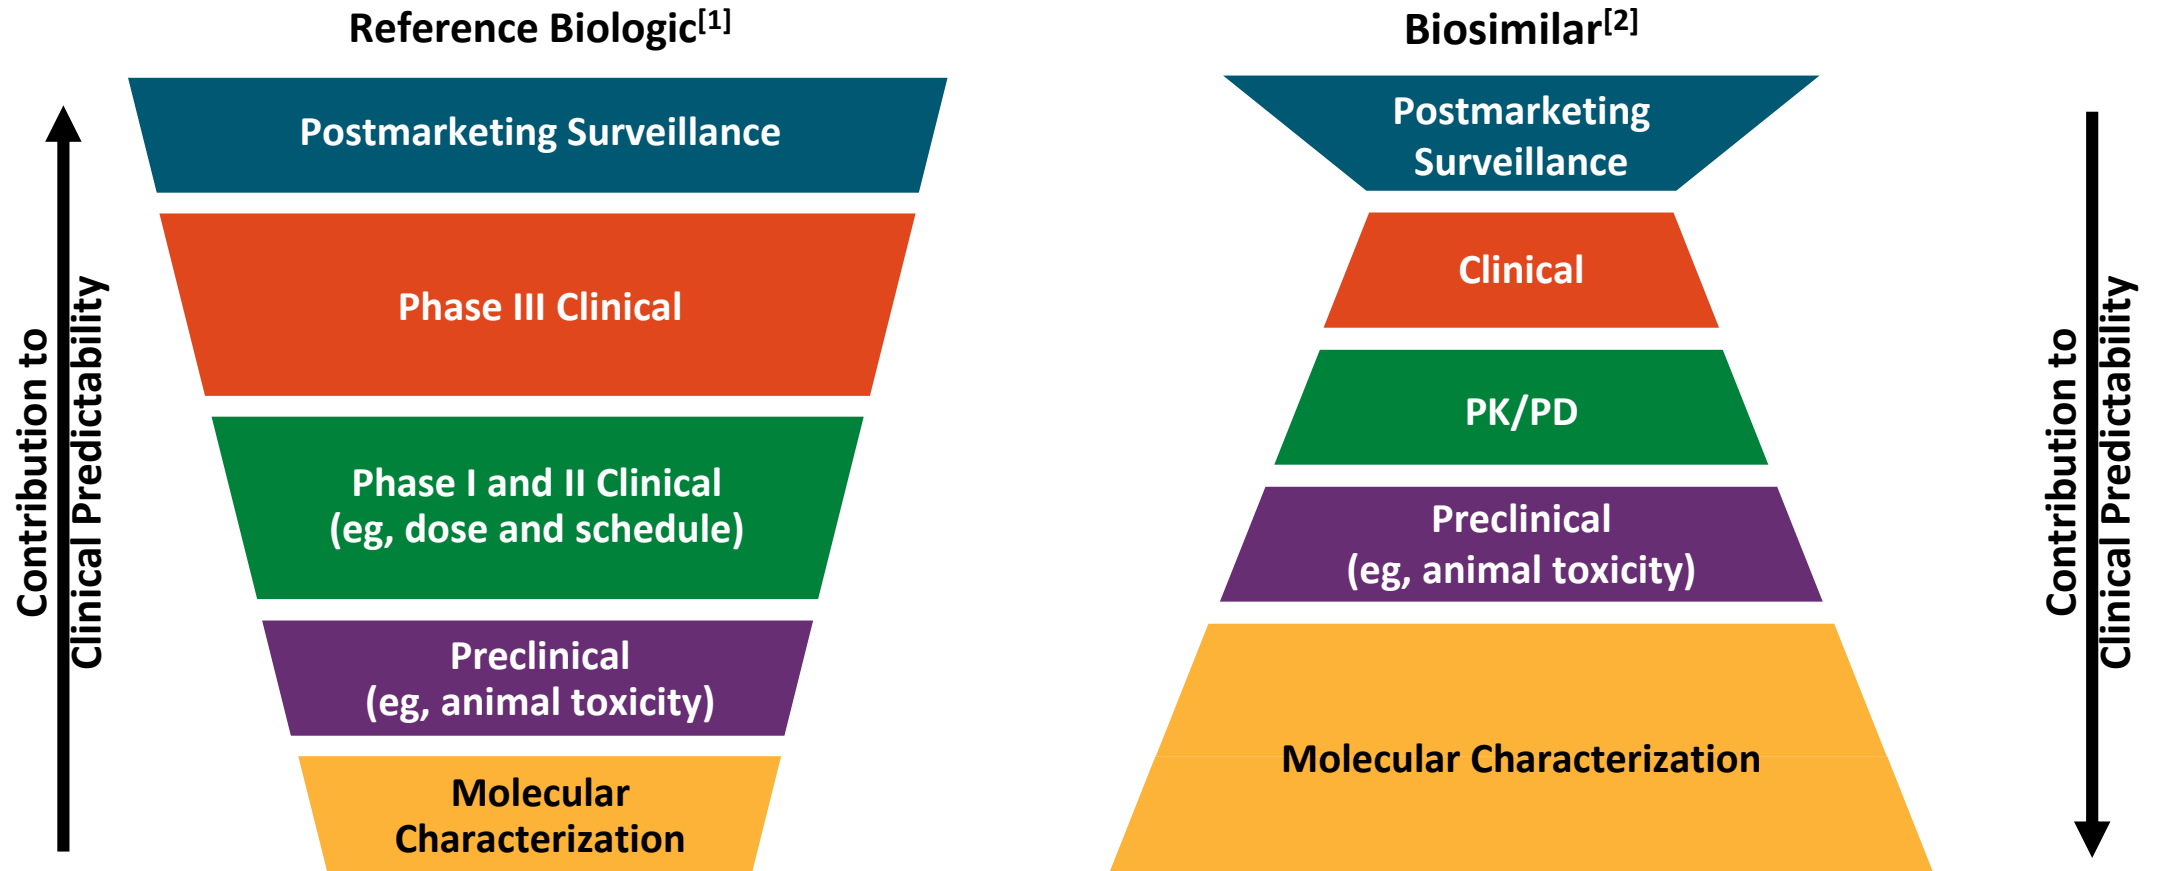 Reference Biologic[1]
Postmarketing Surveillance
Phase III Clinical
Phase I and II Clinical
(eg, dose and schedule)
Preclinical
(eg, animal toxicity)
Molecular
Characterization
Contribution to
Clinical Predictability
Biosimilar[2]
Postmarketing
Surveillance
Clinical
PK/PD
Preclinical
(eg, animal toxicity)
Molecular Characterization
Contribution to
Clinical Predictability